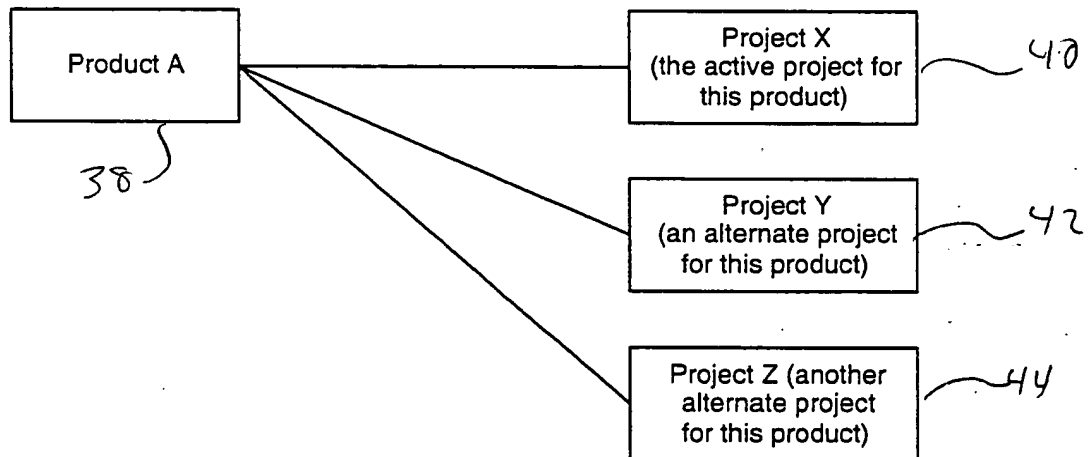 Product A
38
Project X
(the active project for
this product)
40
Project Y
(an alternate project
for this product)
42
Project Z (another
alternate project
for this product)
44